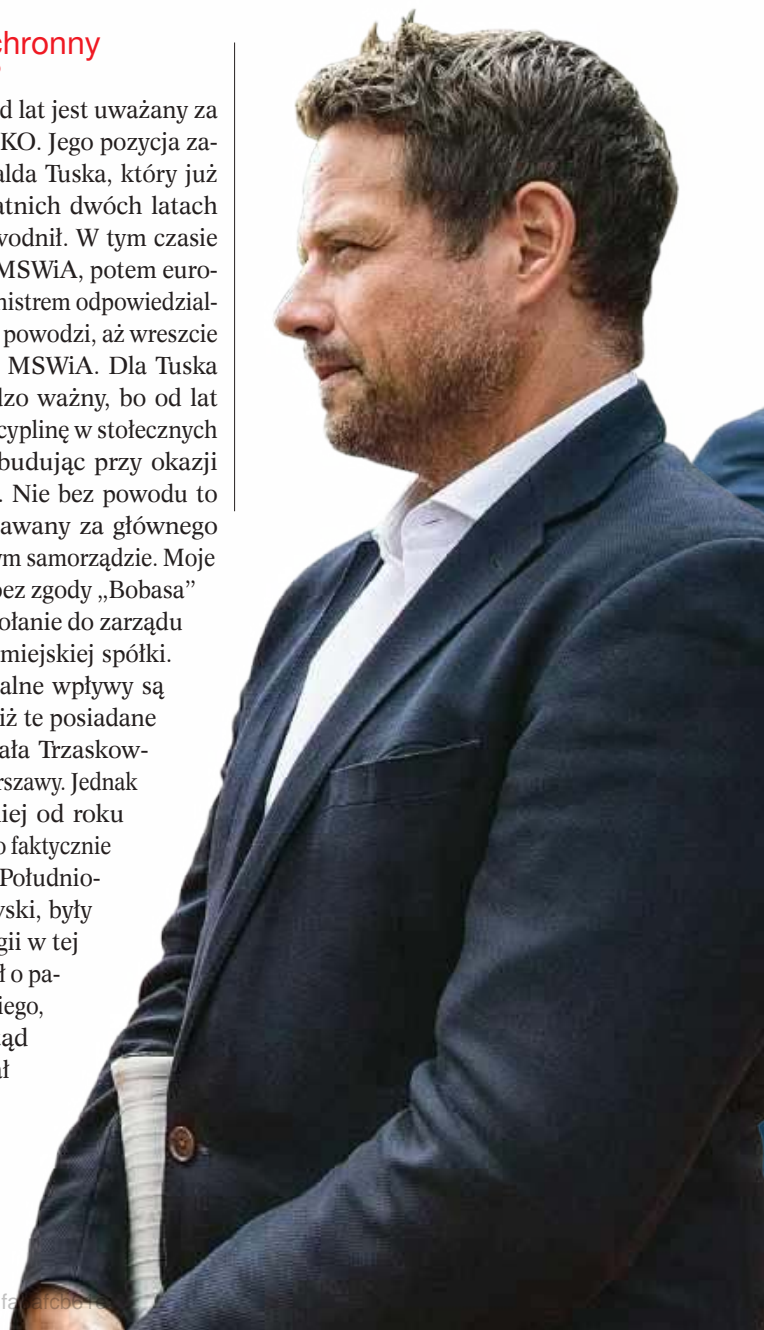 chronny
d lat jest uważany za
KO. Jego pozycja za-
alda Tuska, który już
atnich dwóch latach
wodnił. W tym czasie
MSWiA, potem euro-
nistrem odpowiedzial-
powodzi, aż wreszcie
MSWiA. Dla Tuska
dzo ważny, bo od lat
cyplinę w stołecznych
budując przy okazji
. Nie bez powodu to
awany za głównego
ym samorządzie. Moje
bez zgody „Bobasa”
ołanie do zarządu
miejskiej spółki.
alne wpływy są
iż te posiadane
ała Trzaskow-
rszawy. Jednak
iej od roku
o faktycznie
Południo-
yski, były
gii w tej
ł o pa-
iego,
ąd
ał